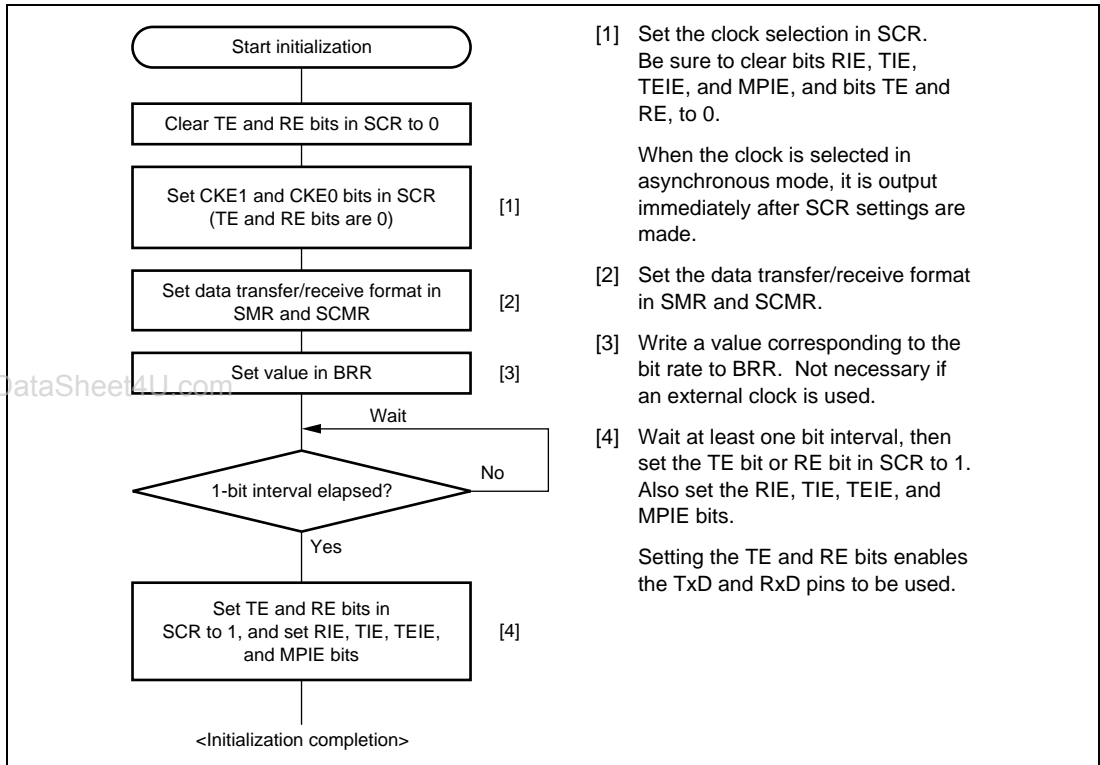 Start initialization
Clear TE and RE bits in SCR to 0
Set CKE1 and CKE0 bits in SCR
(TE and RE bits are 0)
[1]
Set data transfer/receive format in
SMR and SCMR
[2]
Set value in BRR
[3]
DataSheet4U.com
Wait
No
1-bit interval elapsed?
Yes
Set TE and RE bits in
SCR to 1, and set RIE, TIE, TEIE,
and MPIE bits
[4]
<Initialization completion>
[1] Set the clock selection in SCR.
Be sure to clear bits RIE, TIE,
TEIE, and MPIE, and bits TE and
RE, to 0.
When the clock is selected in
asynchronous mode, it is output
immediately after SCR settings are
made.
[2] Set the data transfer/receive format
in SMR and SCMR.
[3] Write a value corresponding to the
bit rate to BRR. Not necessary if
an external clock is used.
[4] Wait at least one bit interval, then
set the TE bit or RE bit in SCR to 1.
Also set the RIE, TIE, TEIE, and
MPIE bits.
Setting the TE and RE bits enables
the TxD and RxD pins to be used.